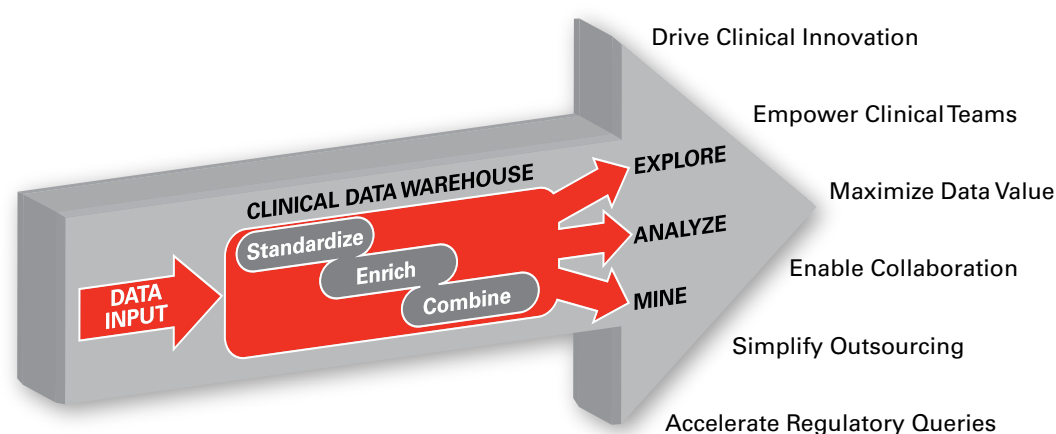 Drive Clinical Innovation
Empower Clinical Teams
Maximize Data Value
Enable Collaboration
Simplify Outsourcing
Accelerate Regulatory Queries
CLINICAL DATA WAREHOUSE
DATA
INPUT
Standardize
Enrich
Combine
EXPLORE
ANALYZE
MINE